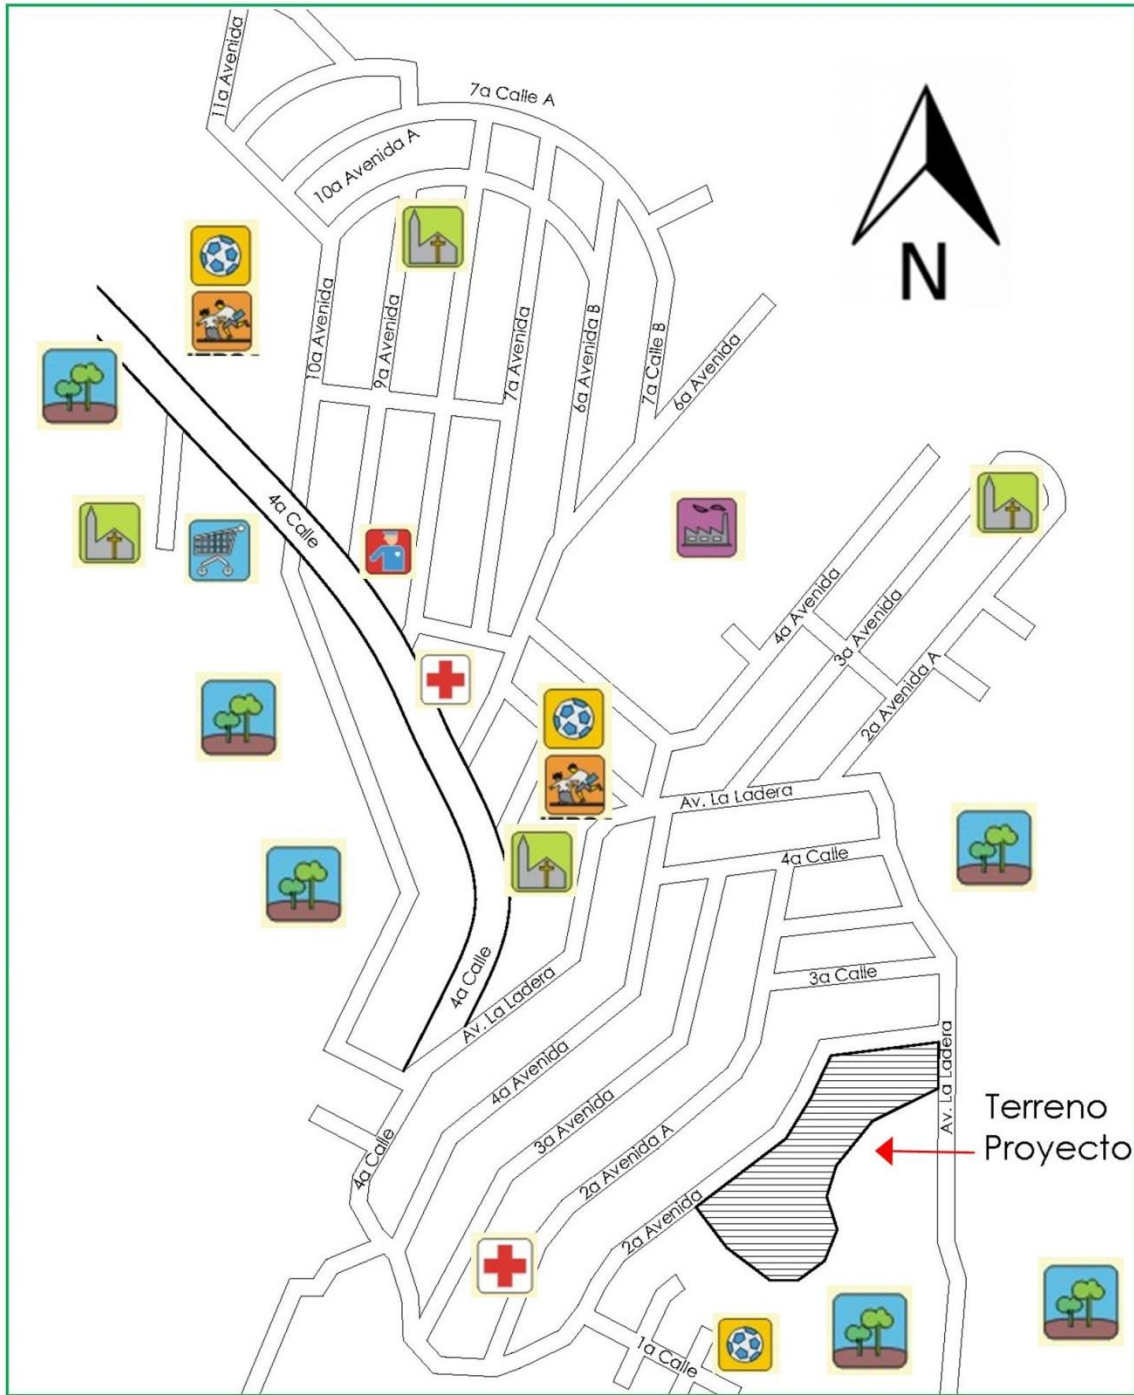 11a Avenida
7a Calle A
10a Avenida A
N
10a Avenida
9a Avenida
7a Avenida
6a Avenida B
7a Calle B
6a Avenida
4a Calle
4a Avenida
3a Avenida
2a Avenida A
Av. La Ladera
4a Calle
3a Calle
4a Calle
Av. La Ladera
4a Avenida
3a Avenida
2a Avenida A
4a Calle
2a Avenida
Av. La Ladera
Terreno
Proyecto
1a Calle